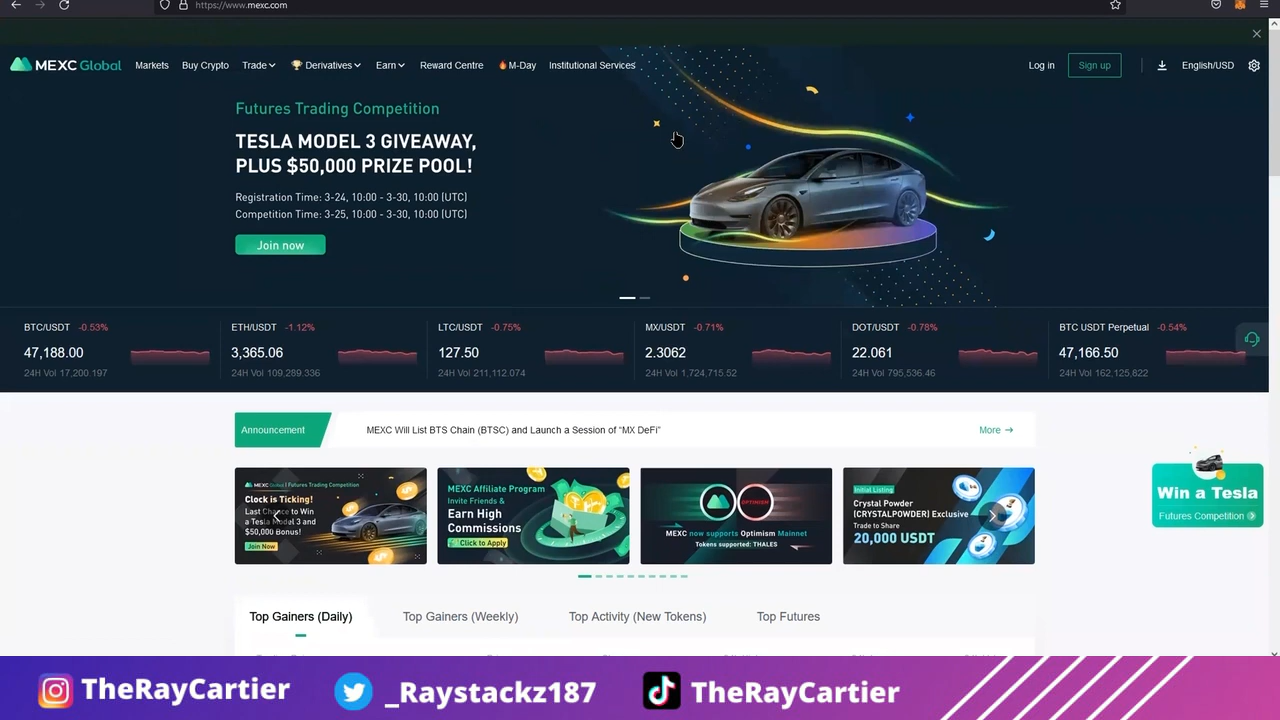 https://www.mexc.com
MEXC Global
Markets
Buy Crypto
Trade
Derivatives
Earn
Reward Centre
M-Day
Institutional Services
Log in
Sign up
English/USD
Futures Trading Competition
TESLA MODEL 3 GIVEAWAY,
PLUS $50,000 PRIZE POOL!
Registration Time: 3-24, 10:00 - 3-30, 10:00 (UTC)
Competition Time: 3-25, 10:00 - 3-30, 10:00 (UTC)
Join now
BTC/USDT -0.53%
47,188.00
24H Vol 17,200.197
ETH/USDT -1.12%
3,365.06
24H Vol 109,289.336
LTC/USDT -0.75%
127.50
24H Vol 211,112.074
MX/USDT -0.71%
2.3062
24H Vol 1,724,715.52
DOT/USDT -0.78%
22.061
24H Vol 795,536.46
BTC USDT Perpetual -0.54%
47,166.50
24H Vol 162,125,622
Announcement
MEXC Will List BTS Chain (BTSC) and Launch a Session of “MX DeFi”
More →
MEXC Global | Futures Trading Competition
Clock is Ticking!
Last Chance to Win
a Tesla Model 3 and
$50,000 Bonus!
Join Now
MEXC Affiliate Program
Invite Friends &
Earn High
Commissions
Click to Apply
OPTIMISM
MEXC now supports Optimism Mainnet
Tokens supported: THALES
Initial Listing
Crystal Powder
(CRYSTALPOWDER) Exclusive
Trade to Share
20,000 USDT
Win a Tesla
Futures Competition
Top Gainers (Daily)
Top Gainers (Weekly)
Top Activity (New Tokens)
Top Futures
TheRayCartier
_Raystackz187
TheRayCartier